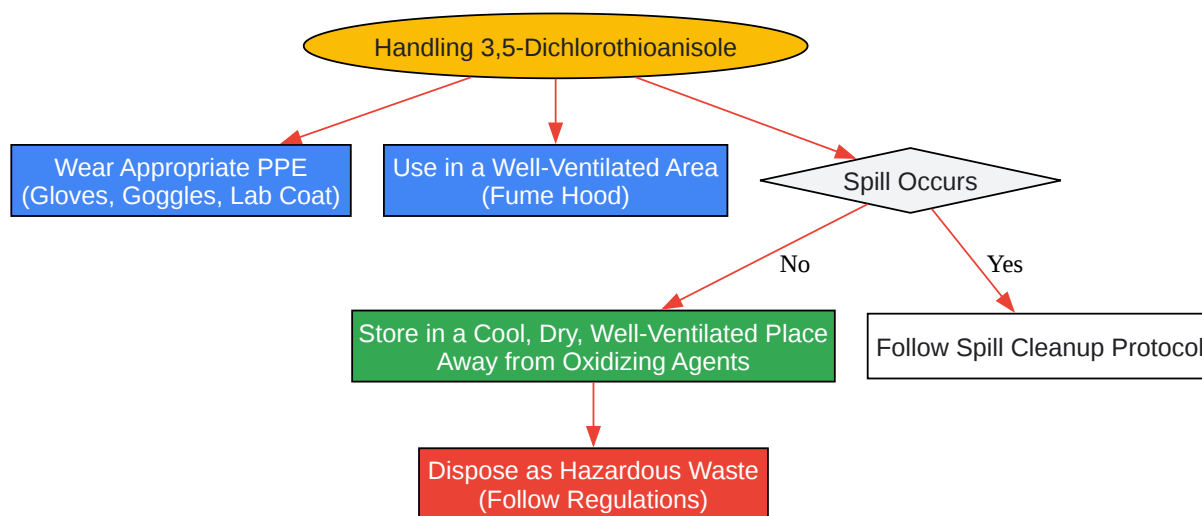 Handling 3,5-Dichlorothioanisole
Wear Appropriate PPE
(Gloves, Goggles, Lab Coat)
Use in a Well-Ventilated Area
(Fume Hood)
Spill Occurs
No
Yes
Store in a Cool, Dry, Well-Ventilated Place
Away from Oxidizing Agents
Follow Spill Cleanup Protocol
Dispose as Hazardous Waste
(Follow Regulations)